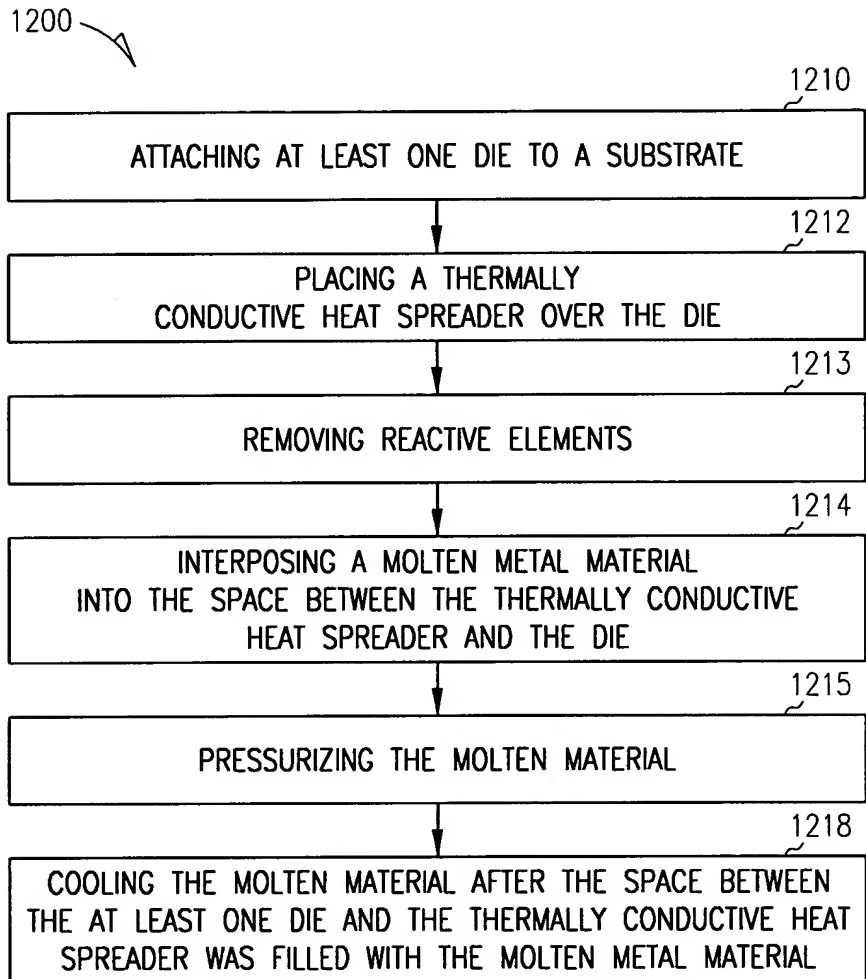 1200
1210
ATTACHING AT LEAST ONE DIE TO A SUBSTRATE
1212
PLACING A THERMALLY
CONDUCTIVE HEAT SPREADER OVER THE DIE
1213
REMOVING REACTIVE ELEMENTS
1214
INTERPOSING A MOLTEN METAL MATERIAL
INTO THE SPACE BETWEEN THE THERMALLY CONDUCTIVE
HEAT SPREADER AND THE DIE
1215
PRESSURIZING THE MOLTEN MATERIAL
1218
COOLING THE MOLTEN MATERIAL AFTER THE SPACE BETWEEN
THE AT LEAST ONE DIE AND THE THERMALLY CONDUCTIVE HEAT
SPREADER WAS FILLED WITH THE MOLTEN METAL MATERIAL